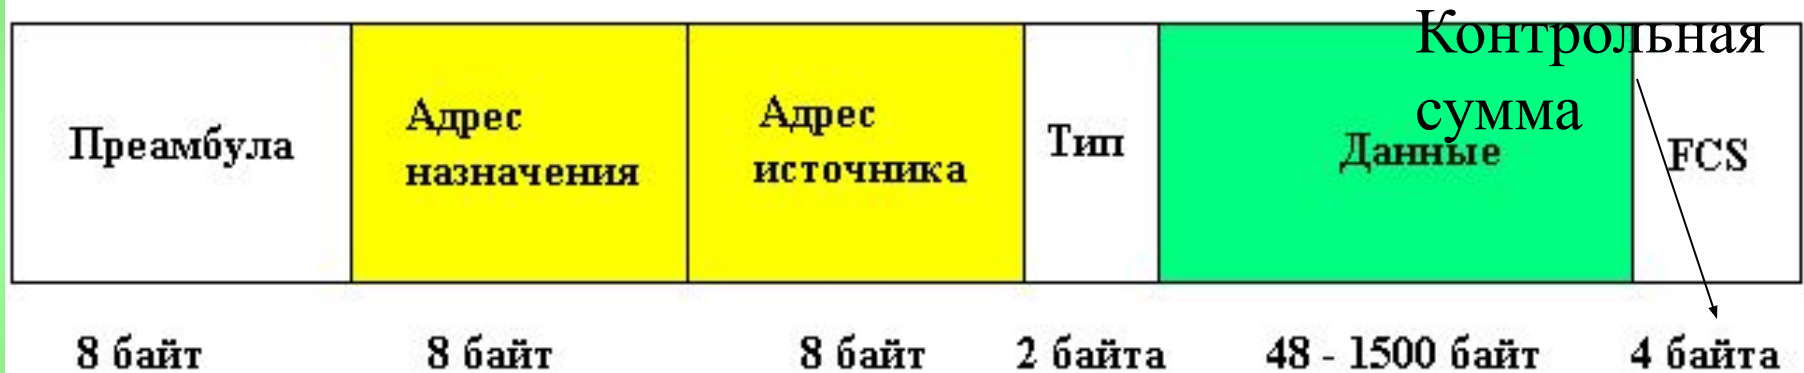 Контрольная
сумма
Преамбула
Адрес
назначения
Адрес
источника
Тип
Данные
FCS
8 байт
8 байт
8 байт
2 байта
48 - 1500 байт
4 байта